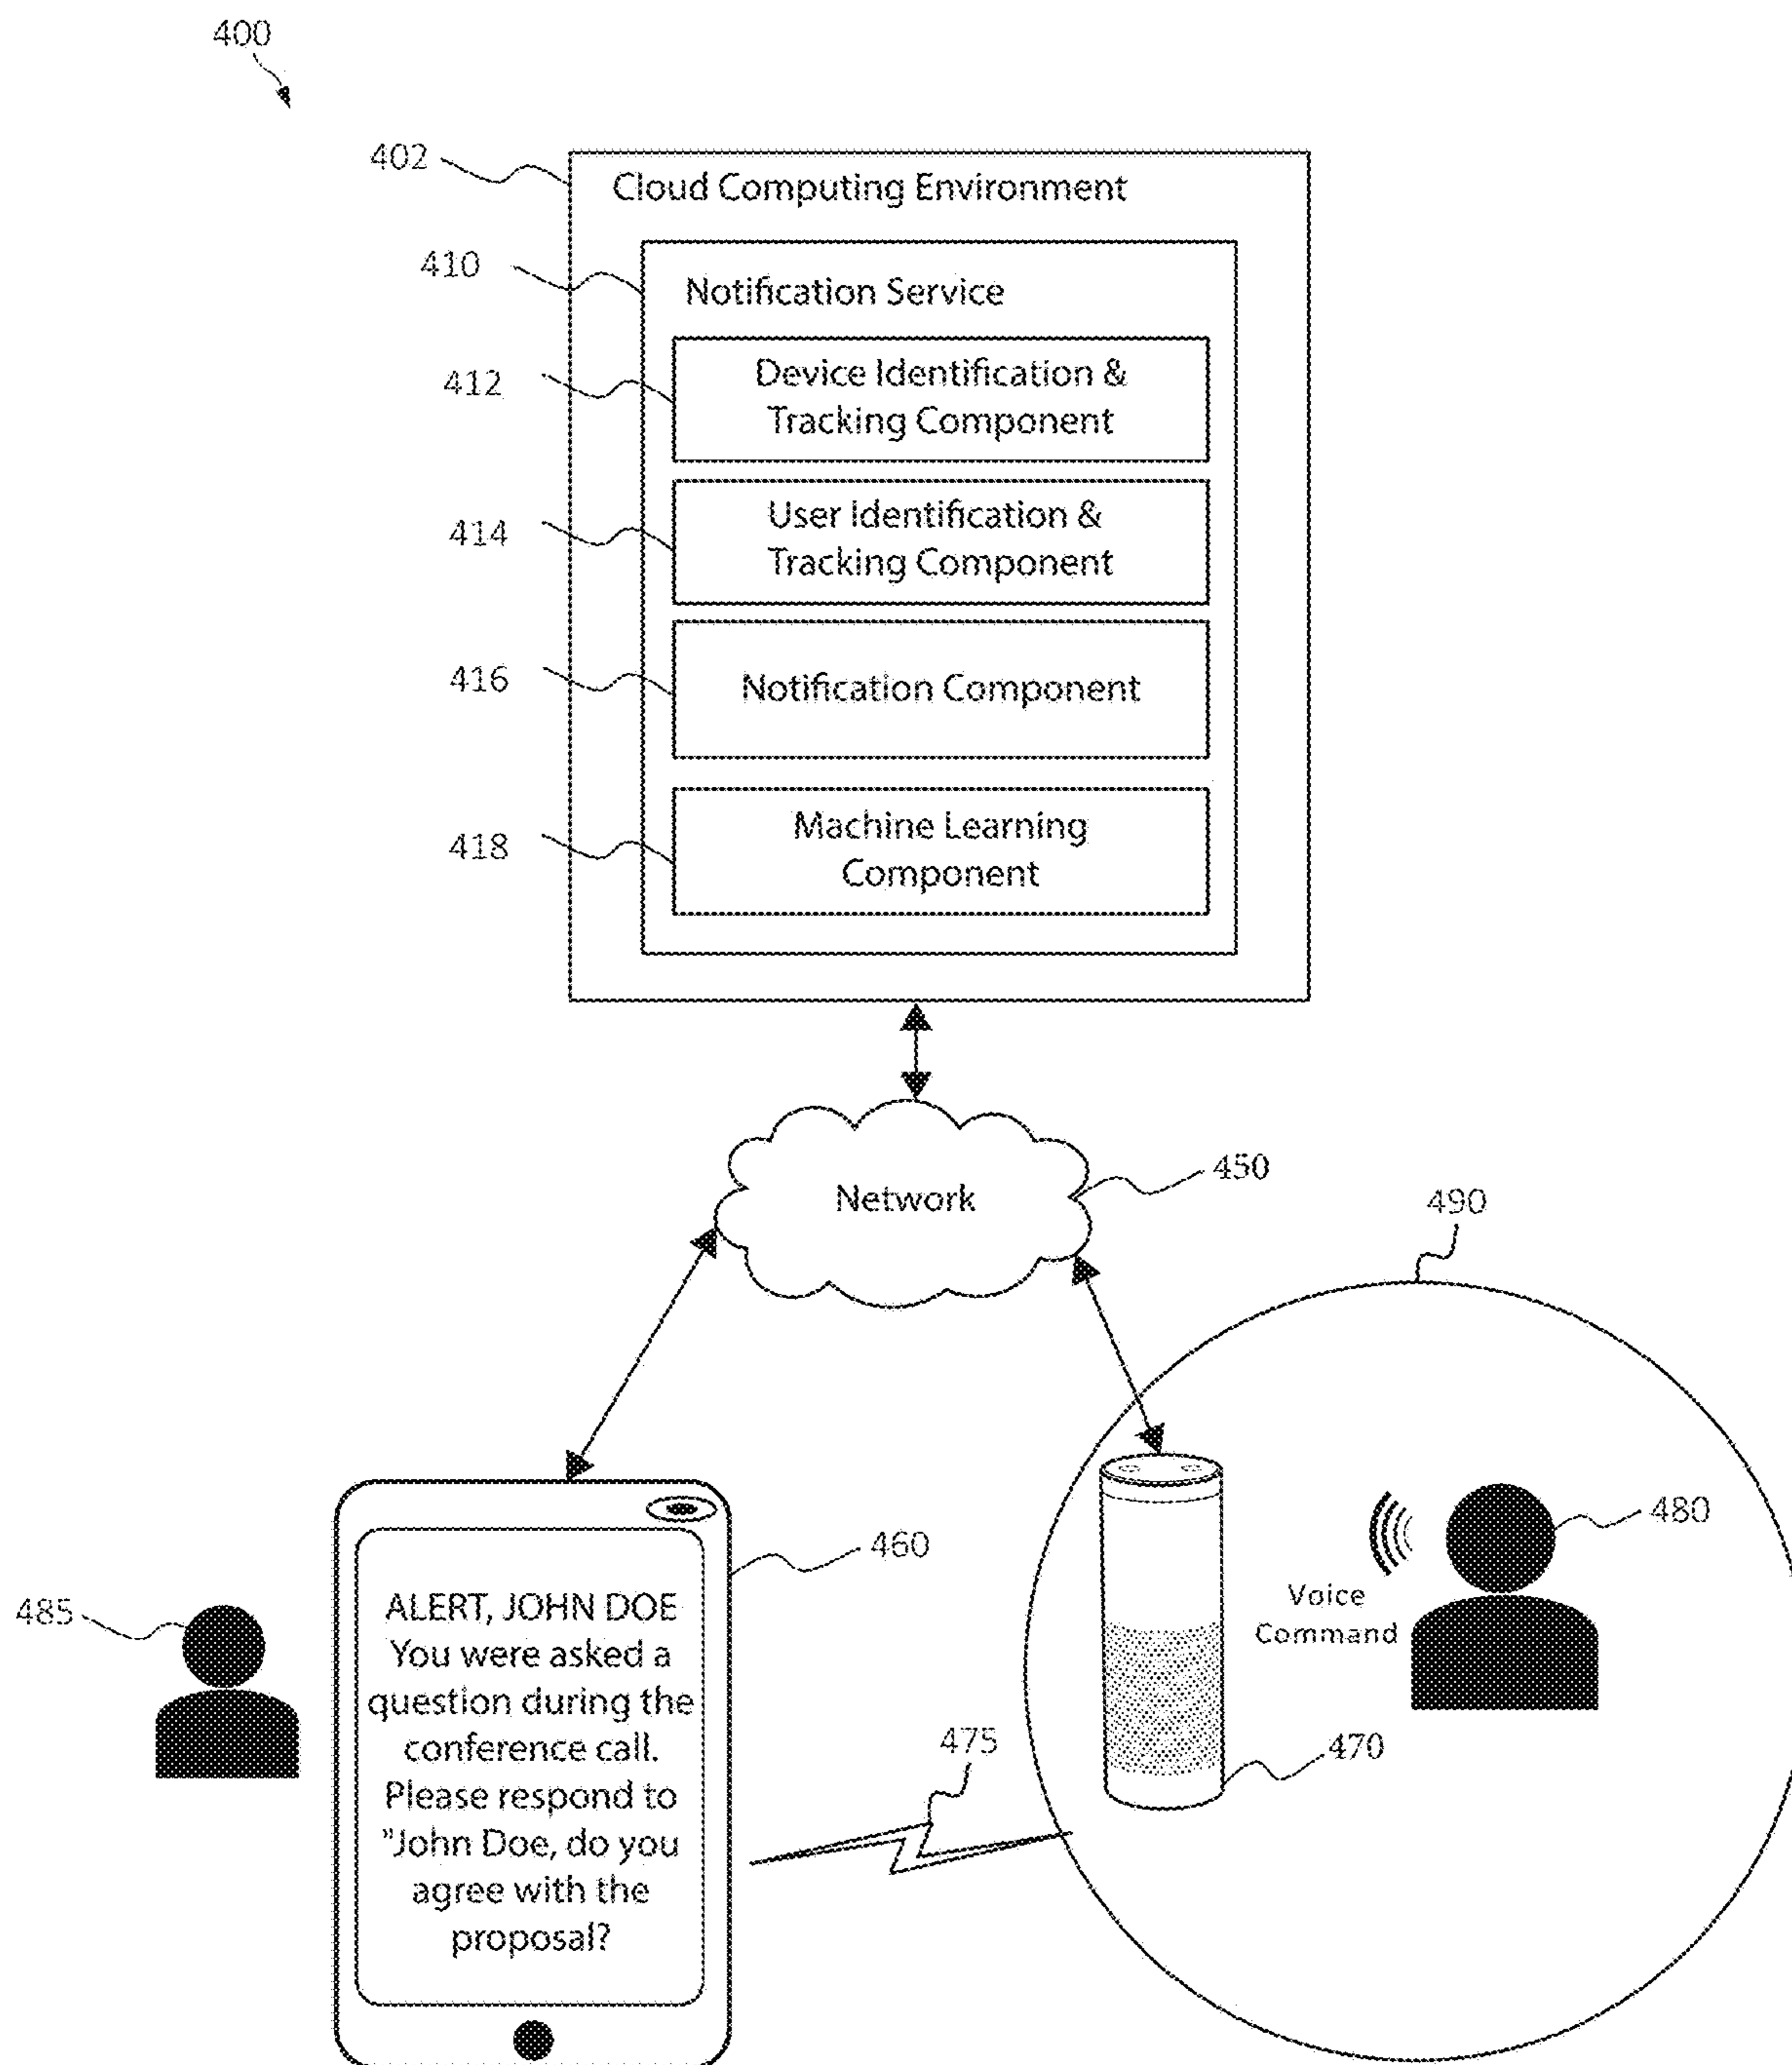 400
402
Cloud Computing Environment
410
Notification Service
412
Device Identification &
Tracking Component
414
User Identification &
Tracking Component
416
Notification Component
418
Machine Learning
Component
Network
450
490
460
480
485
ALERT, JOHN DOE
You were asked a
question during the
conference call.
Please respond to
"John Doe, do you
agree with the
proposal?
Voice
Command
475
470